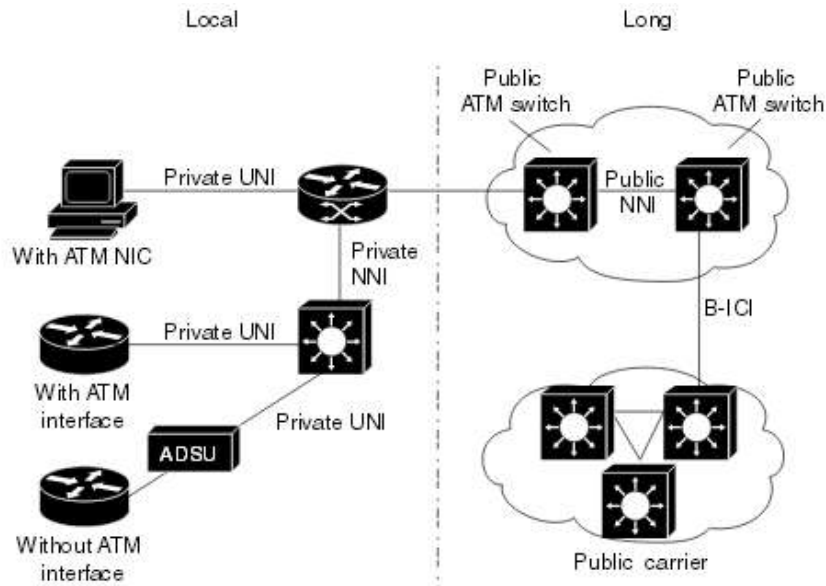 Local
Long
Public
ATM switch
Public
ATM switch
Private UNI
Public
NNI
With ATM NIC
Private
NNI
B-ICI
Private UNI
With ATM
interface
Private UNI
ADSU
Without ATM
interface
Public carrier